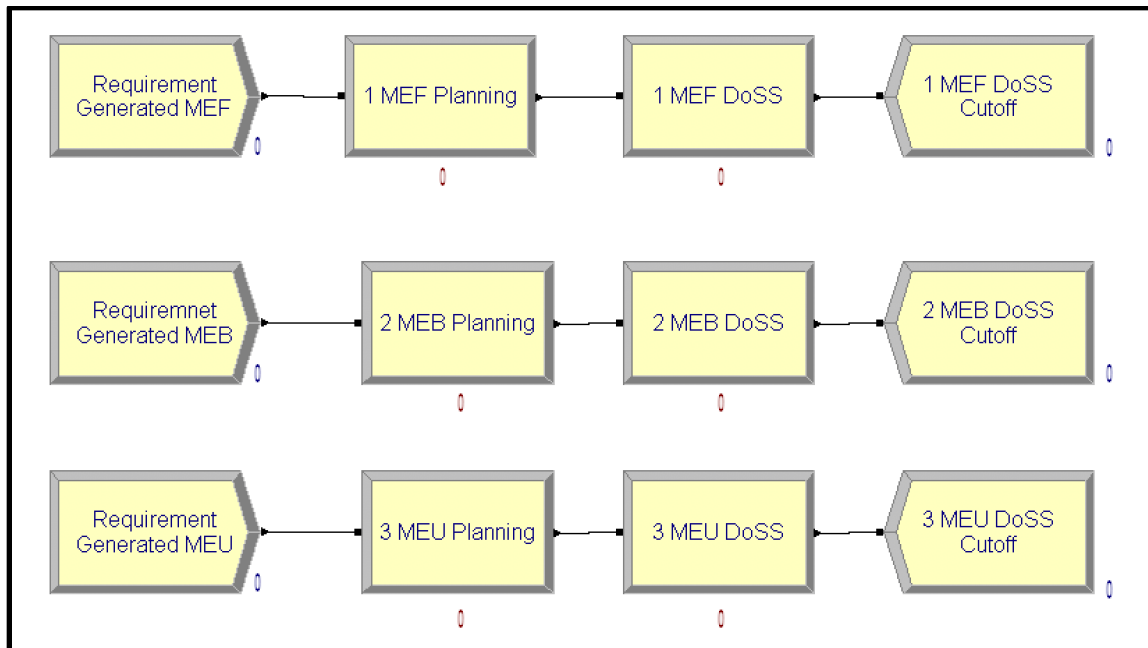 Requirement
Generated MEF
1 MEF Planning
1 MEF DoSS
1 MEF DoSS
Cutoff
0
0
0
0
Requiremnet
Generated MEB
2 MEB Planning
2 MEB DoSS
2 MEB DoSS
Cutoff
0
0
0
0
Requirement
Generated MEU
3 MEU Planning
3 MEU DoSS
3 MEU DoSS
Cutoff
0
0
0
0